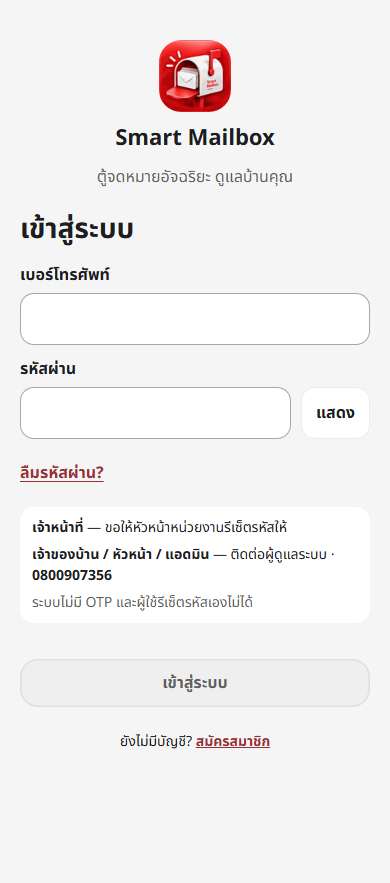 Smart Mailbox
ตู้จดหมายอัจฉริยะ ดูแลบ้านคุณ
เข้าสู่ระบบ
เบอร์โทรศัพท์
รหัสผ่าน
แสดง
ลืมรหัสผ่าน?
เจ้าหน้าที่ — ขอให้หัวหน้าหน่วยงานรีเซ็ตรหัสให้
เจ้าของบ้าน / หัวหน้า / แอดมิน — ติดต่อผู้ดูแลระบบ ·
0800907356
ระบบไม่มี OTP และผู้ใช้รีเซ็ตรหัสเองไม่ได้
เข้าสู่ระบบ
ยังไม่มีบัญชี? สมัครสมาชิก